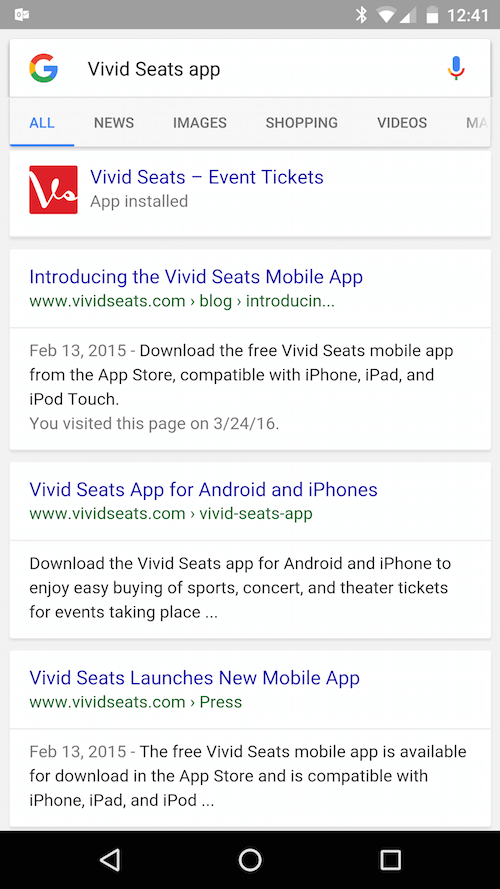 12:41
Vivid Seats app
ALL NEWS IMAGES SHOPPING VIDEOS MA
Vivid Seats – Event Tickets
App installed
Introducing the Vivid Seats Mobile App
www.vividseats.com › blog › introducin...
Feb 13, 2015 - Download the free Vivid Seats mobile app
from the App Store, compatible with iPhone, iPad, and
iPod Touch.
You visited this page on 3/24/16.
Vivid Seats App for Android and iPhones
www.vividseats.com › vivid-seats-app
Download the Vivid Seats app for Android and iPhone to
enjoy easy buying of sports, concert, and theater tickets
for events taking place ...
Vivid Seats Launches New Mobile App
www.vividseats.com › Press
Feb 13, 2015 - The free Vivid Seats mobile app is available
for download in the App Store and is compatible with
iPhone, iPad, and iPod ...